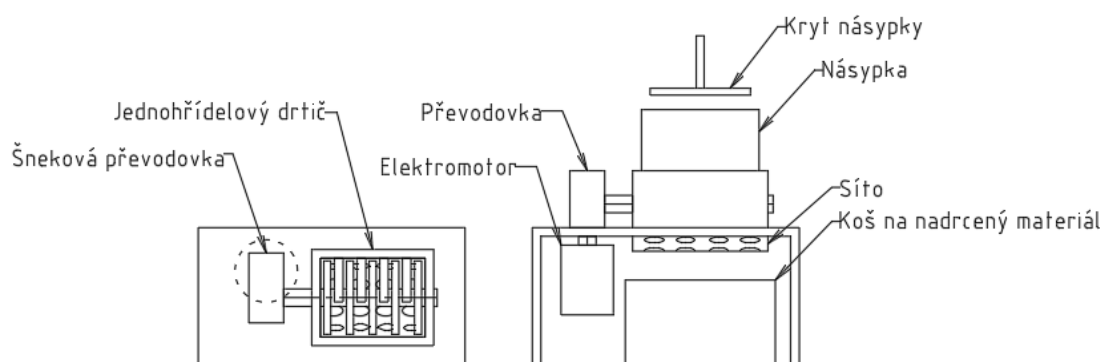 Kryt násypky
Násypka
Jednohřídelový drtič
Převodovka
Šneková převodovka
Elektromotor
Síto
Koš na nadrcený materiál